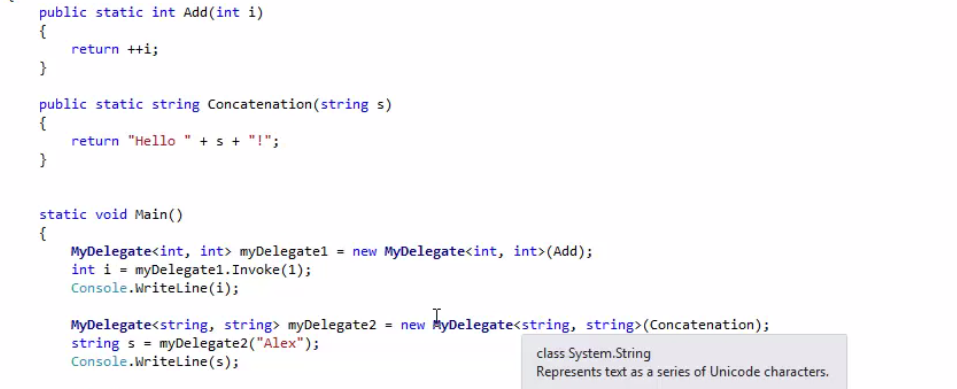 public static int Add(int i)
{
return ++i;
}
public static string Concatenation(string s)
{
return "Hello " + s + "!";
}
static void Main()
{
MyDelegate<int, int> myDelegate1 = new MyDelegate<int, int>(Add);
int i = myDelegate1.Invoke(1);
Console.WriteLine(i);
MyDelegate<string, string> myDelegate2 = new MyDelegate<string, string>(Concatenation);
string s = myDelegate2("Alex");
Console.WriteLine(s);
class System.String
Represents text as a series of Unicode characters.